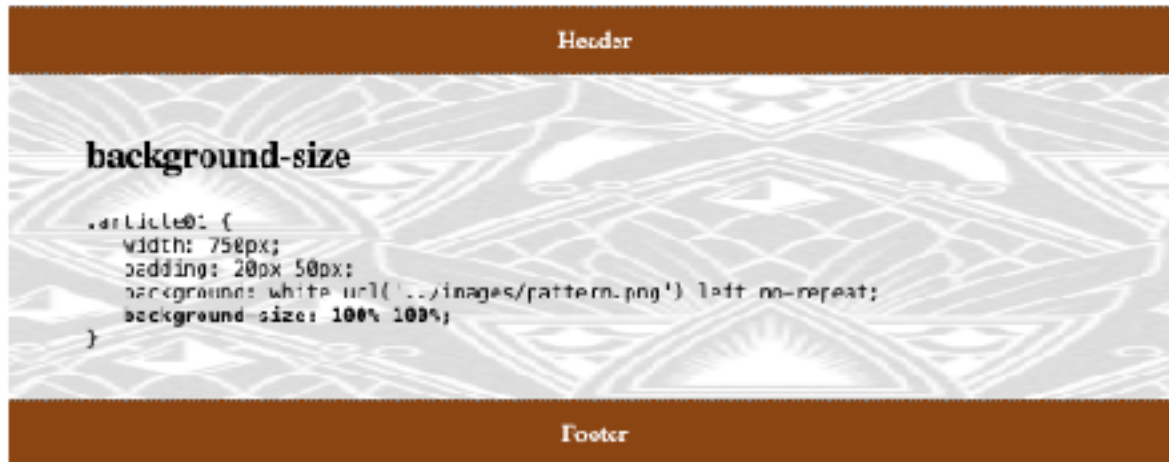 Header
background-size
.article01 {
width: 750px;
padding: 20px 50px;
background: white url('../images/pattern.png') left no-repeat;
background-size: 100% 100%;
}
Footer